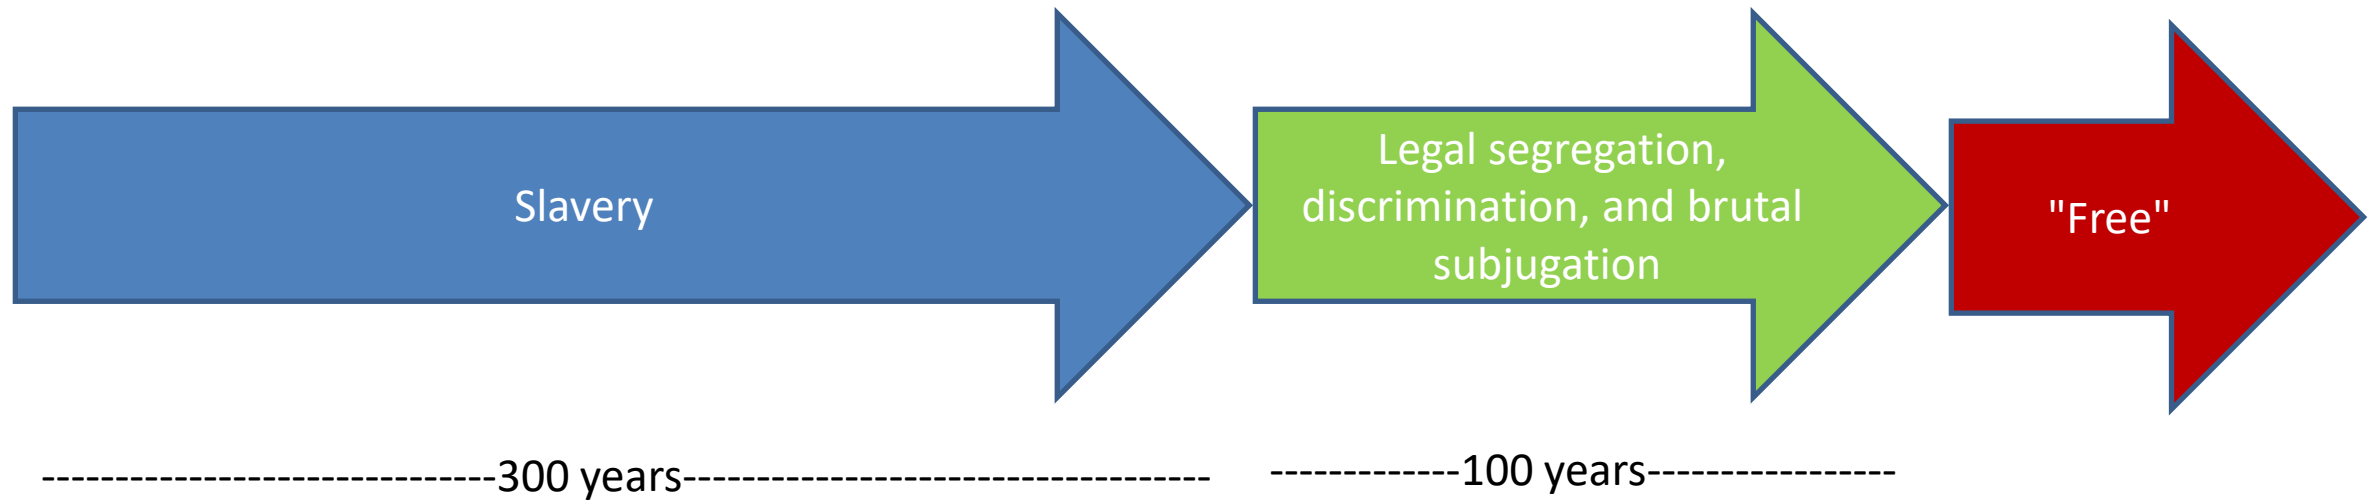 Slavery
Legal segregation,
discrimination, and brutal
subjugation
"Free"
-------------------------------300 years------------------------------------
-------------100 years-----------------